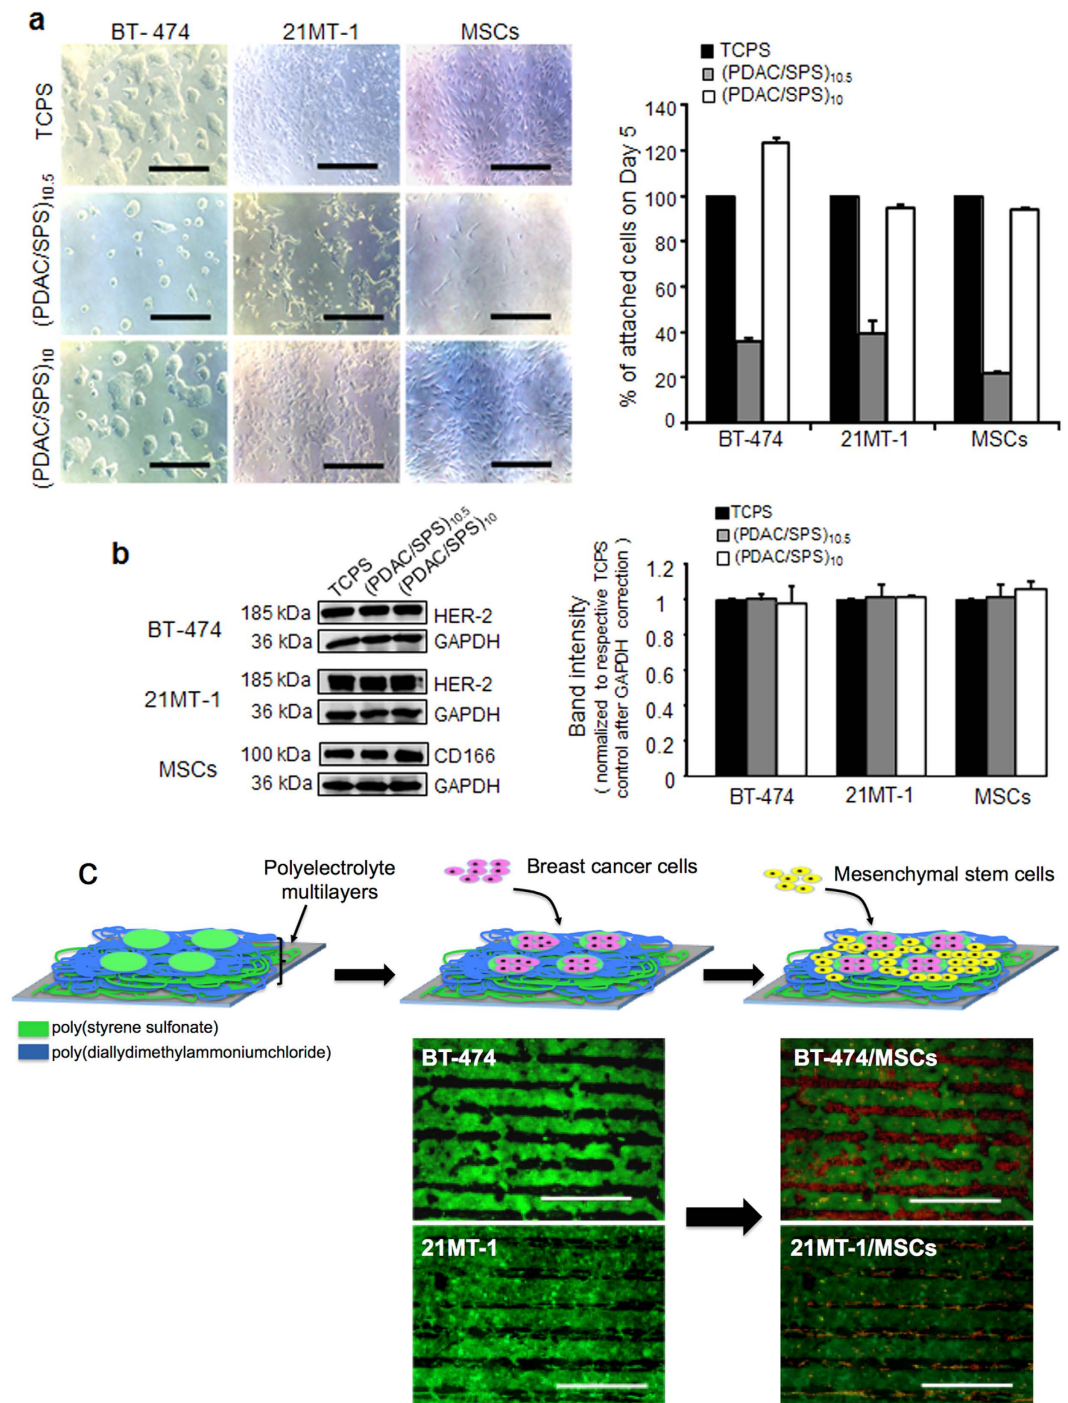 a
BT- 474
21MT-1
MSCs
TCPS
(PDAC/SPS)10.5
(PDAC/SPS)10
TCPS
(PDAC/SPS)10.5
(PDAC/SPS)10
% of attached cells on Day 5
140
120
100
80
60
40
20
0
BT-474
21MT-1
MSCs
b
TCPS
(PDAC/SPS)10.5
(PDAC/SPS)10
BT-474
185 kDa
HER-2
36 kDa
GAPDH
21MT-1
185 kDa
HER-2
36 kDa
GAPDH
MSCs
100 kDa
CD166
36 kDa
GAPDH
TCPS
(PDAC/SPS)10.5
(PDAC/SPS)10
Band intensity
( normalized to respective TCPS
control after GAPDH correction )
1.2
1
0.8
0.6
0.4
0.2
0
BT-474
21MT-1
MSCs
c
Polyelectrolyte
multilayers
Breast cancer cells
Mesenchymal stem cells
poly(styrene sulfonate)
poly(diallydimethylammoniumchloride)
BT-474
BT-474/MSCs
21MT-1
21MT-1/MSCs